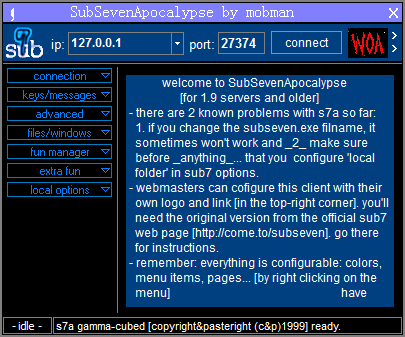 SubSevenApocalypse by mobman
sub ip: 127.0.0.1 port: 27374 connect WOA
connection
keys/messages
advanced
files/windows
fun manager
extra fun
local options
welcome to SubSevenApocalypse
[for 1.9 servers and older]
- there are 2 known problems with s7a so far:
1. if you change the subseven.exe filname, it
sometimes won't work and _2_ make sure
before _anything_... that you configure 'local
folder' in sub7 options.
- webmasters can cofigure this client with their
own logo and link [in the top-right corner]. you'll
need the original version from the official sub7
web page [http://come.to/subseven]. go there
for instructions.
- remember: everything is configurable: colors,
menu items, pages... [by right clicking on the
menu] have
- idle - s7a gamma-cubed [copyright&pasteright (c&p)1999] ready.